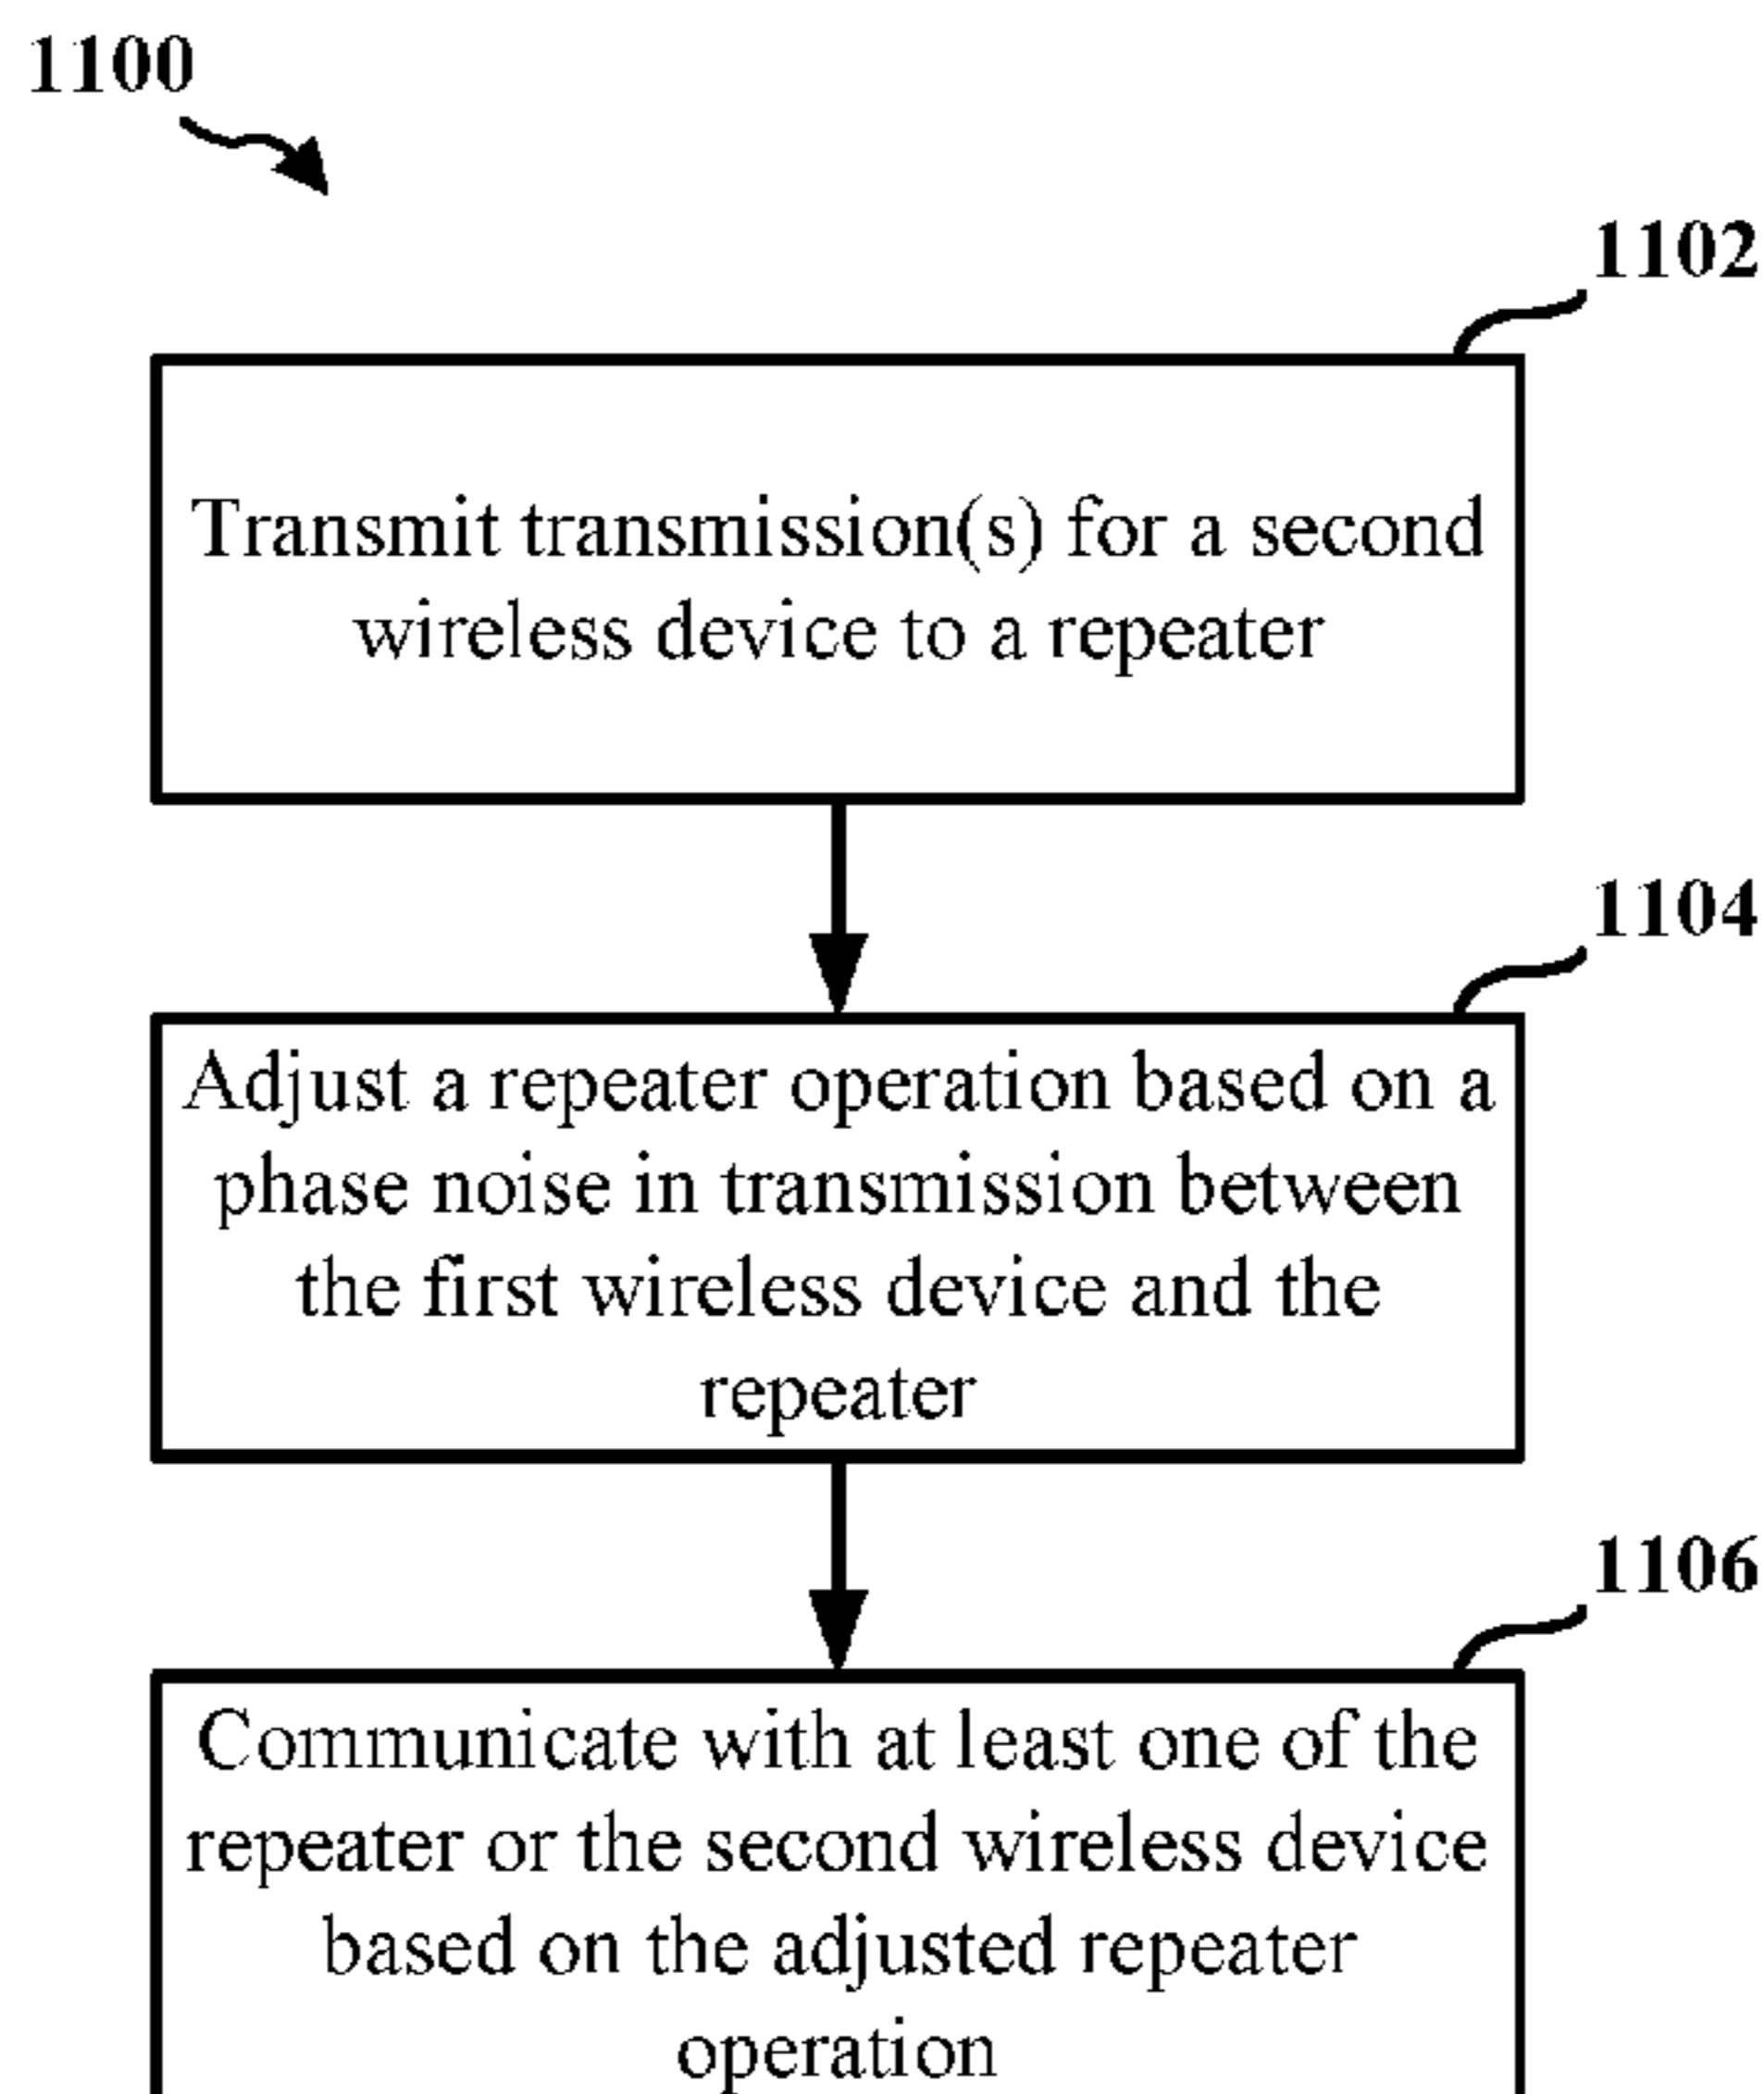 1100
1102
Transmit transmission(s) for a second
wireless device to a repeater
1104
Adjust a repeater operation based on a
phase noise in transmission between
the first wireless device and the
repeater
1106
Communicate with at least one of the
repeater or the second wireless device
based on the adjusted repeater
operation